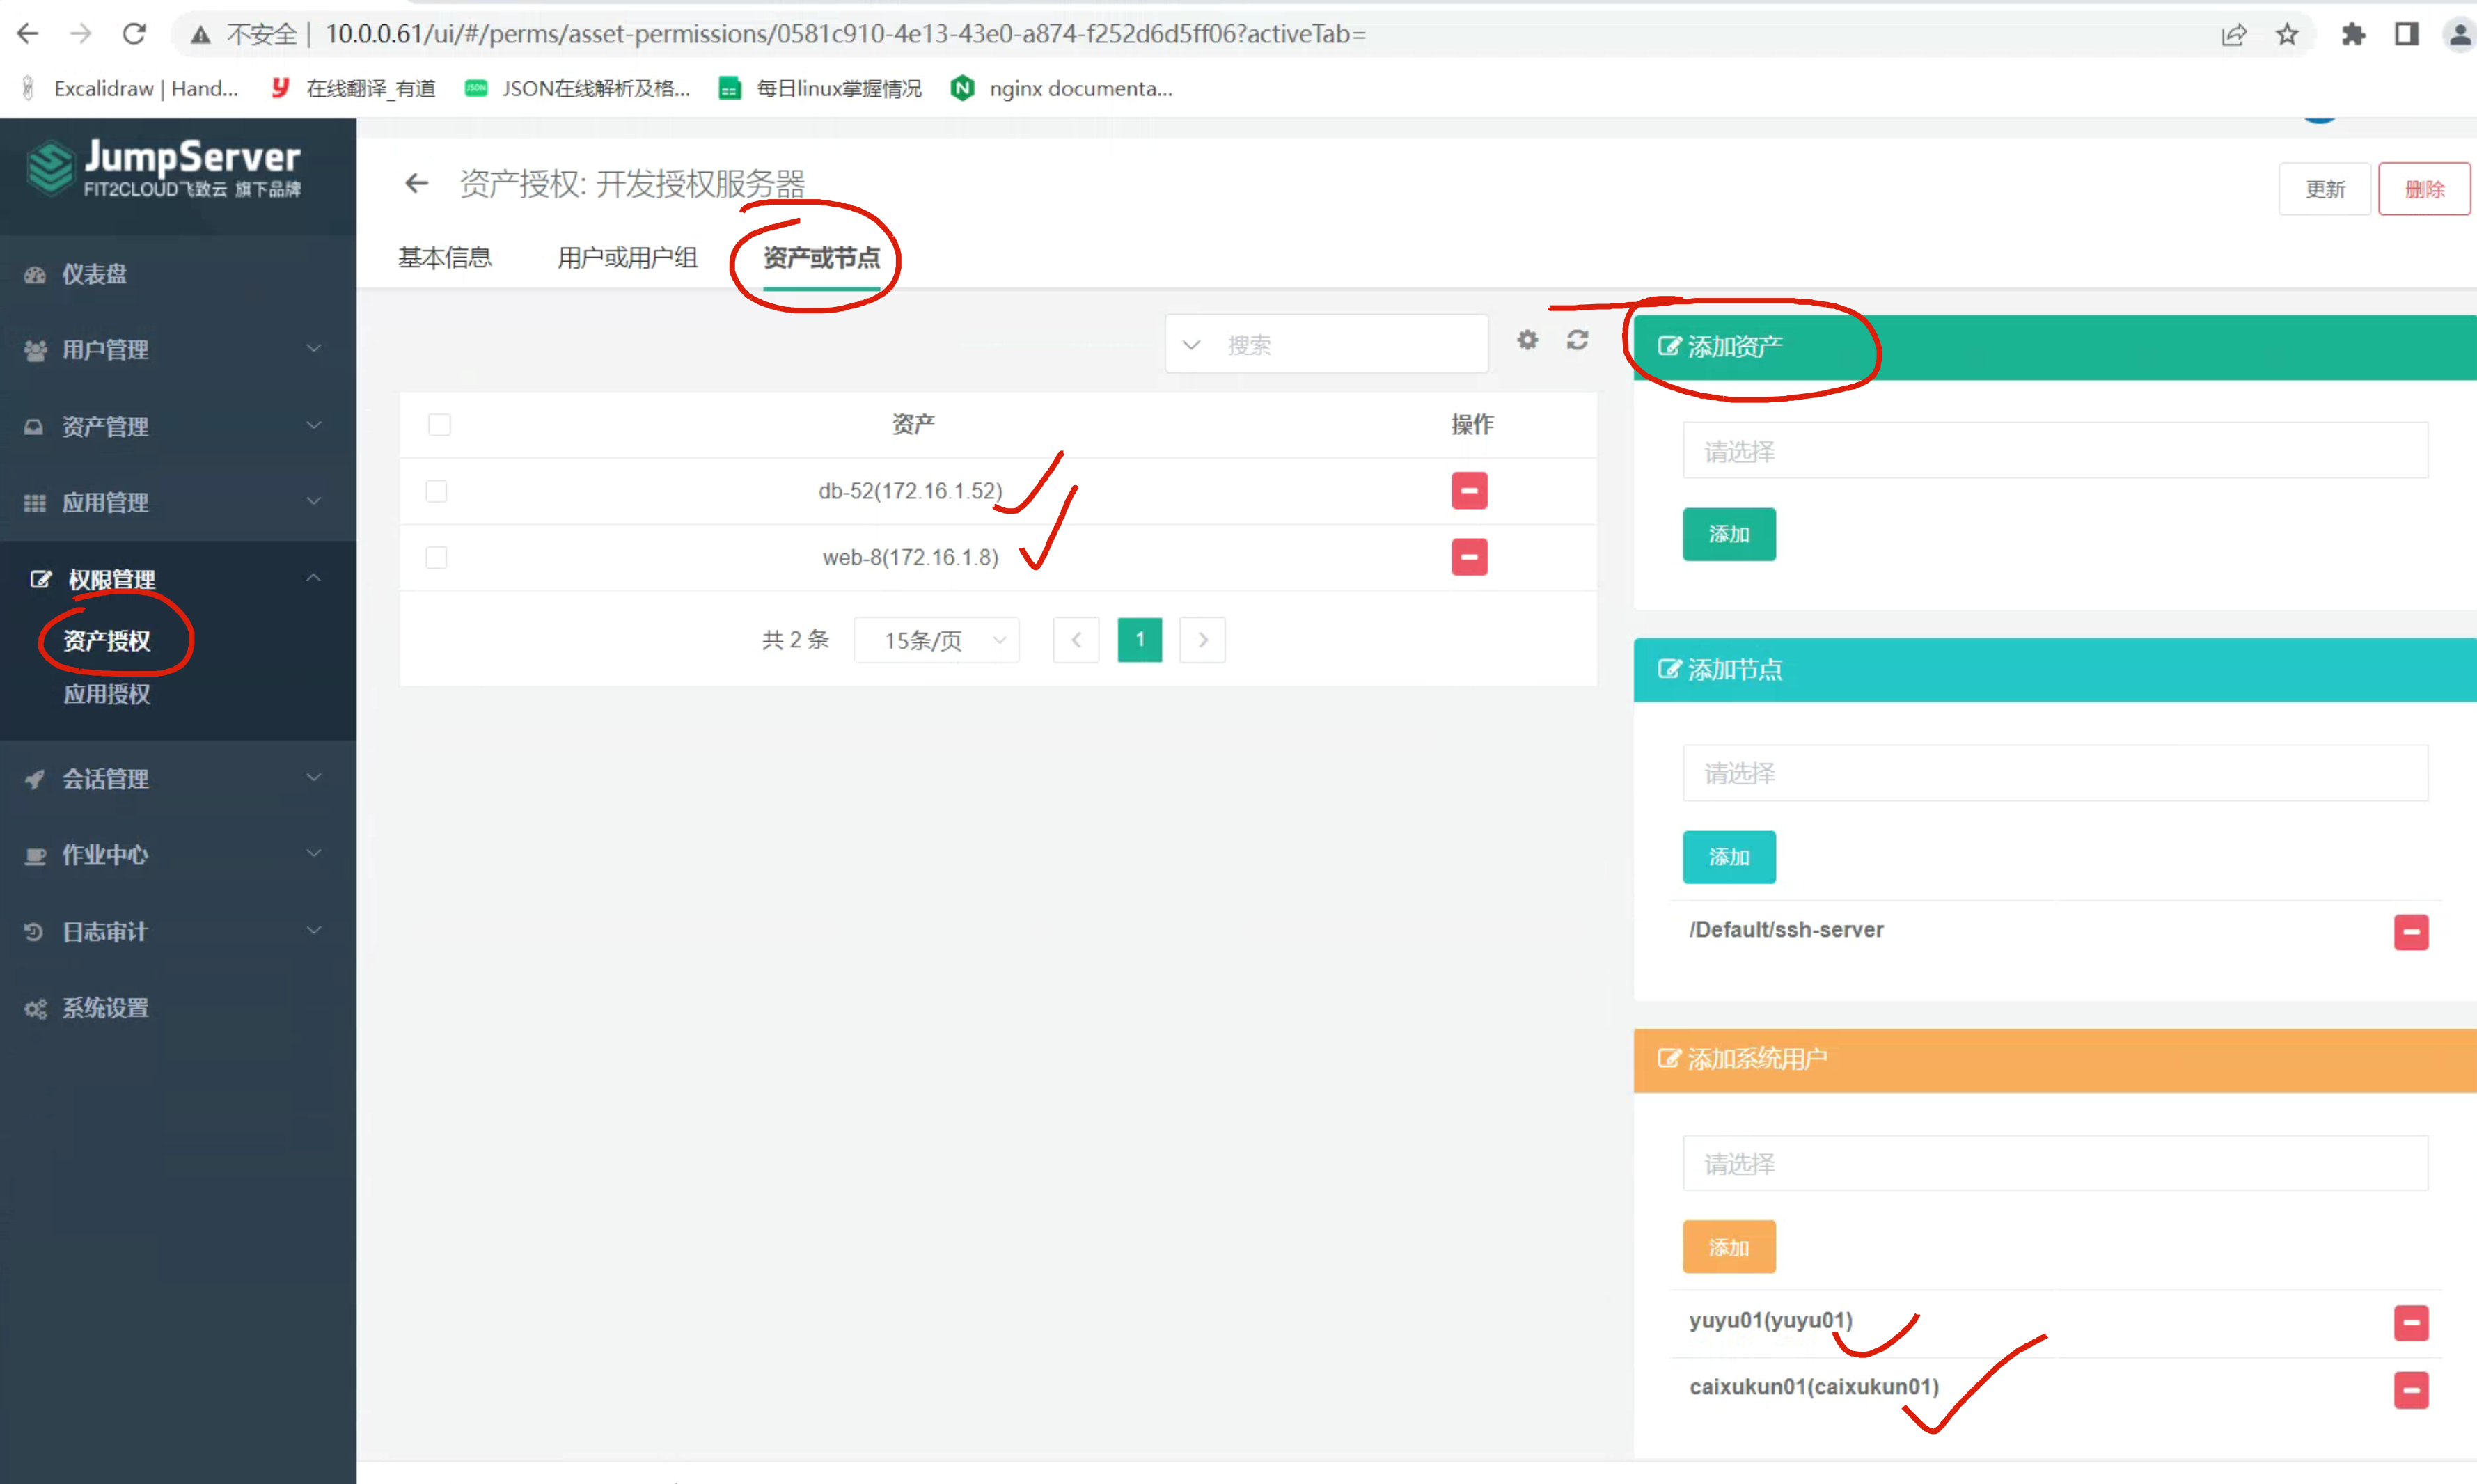 不安全 | 10.0.0.61/ui/#/perms/asset-permissions/0581c910-4e13-43e0-a874-f252d6d5ff06?activeTab=
Excalidraw | Hand... 在线翻译_有道 JSON在线解析及格... 每日linux掌握情况 nginx documenta...
JumpServer
FIT2CLOUD飞致云 旗下品牌
仪表盘
用户管理
资产管理
应用管理
权限管理
资产授权
应用授权
会话管理
作业中心
日志审计
系统设置
资产授权: 开发授权服务器
更新 删除
基本信息 用户或用户组 资产或节点
搜索
资产 操作
db-52(172.16.1.52)
web-8(172.16.1.8)
共 2 条 15条/页 1
添加资产
请选择
添加
添加节点
请选择
添加
/Default/ssh-server
添加系统用户
请选择
添加
yuyu01(yuyu01)
caixukun01(caixukun01)